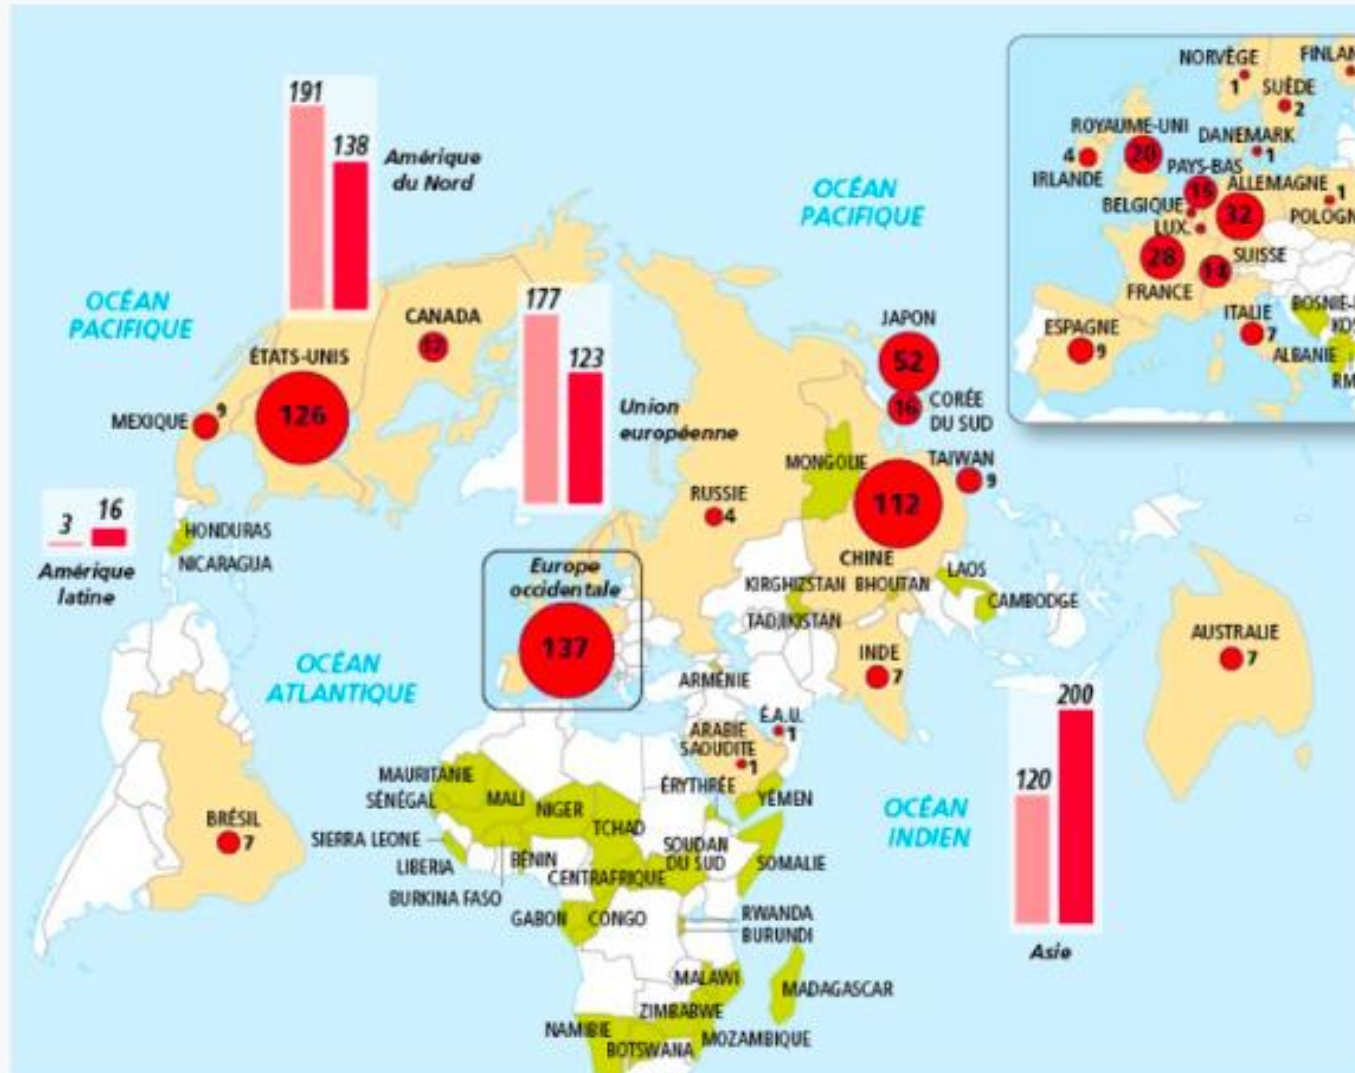 191
138
Amérique
du Nord
OCÉAN
PACIFIQUE
OCÉAN
PACIFIQUE
CANADA
12
ÉTATS-UNIS
126
MEXIQUE
9
177
123
Union
européenne
3
16
Amérique
latine
HONDURAS
NICARAGUA
OCÉAN
ATLANTIQUE
BRÉSIL
7
Europe
occidentale
137
RUSSIE
4
JAPON
52
16
CORÉE
DU SUD
MONGOLIE
TAIWAN
9
112
CHINE
KIRGHIZSTAN
BHOUTAN
LAOS
CAMBODGE
TADJIKISTAN
INDE
7
ARMÉNIE
É.A.U.
1
ARABIE
SAOUDITE
1
ÉRYTHRÉE
YÉMEN
MAURITANIE
SÉNÉGAL
MALI
NIGER
TCHAD
SOUDAN
DU SUD
SOMALIE
SIERRA LEONE
LIBERIA
BÉNIN
CENTRAFRIQUE
BURKINA FASO
GABON
CONGO
RWANDA
BURUNDI
MALAWI
MADAGASCAR
ZIMBABWE
MOZAMBIQUE
NAMIBIE
BOTSWANA
OCÉAN
INDIEN
120
200
Asie
AUSTRALIE
7
NORVÈGE
1
FINLAN
SUÈDE
2
ROYAUME-UNI
20
DANEMARK
1
4
IRLANDE
PAYS-BAS
15
ALLEMAGNE
32
1
POLOGN
BELGIQUE
LUX.
28
FRANCE
SUISSE
ESPAGNE
9
ITALIE
7
BOSNIE-
KOS
ALBANIE
RM